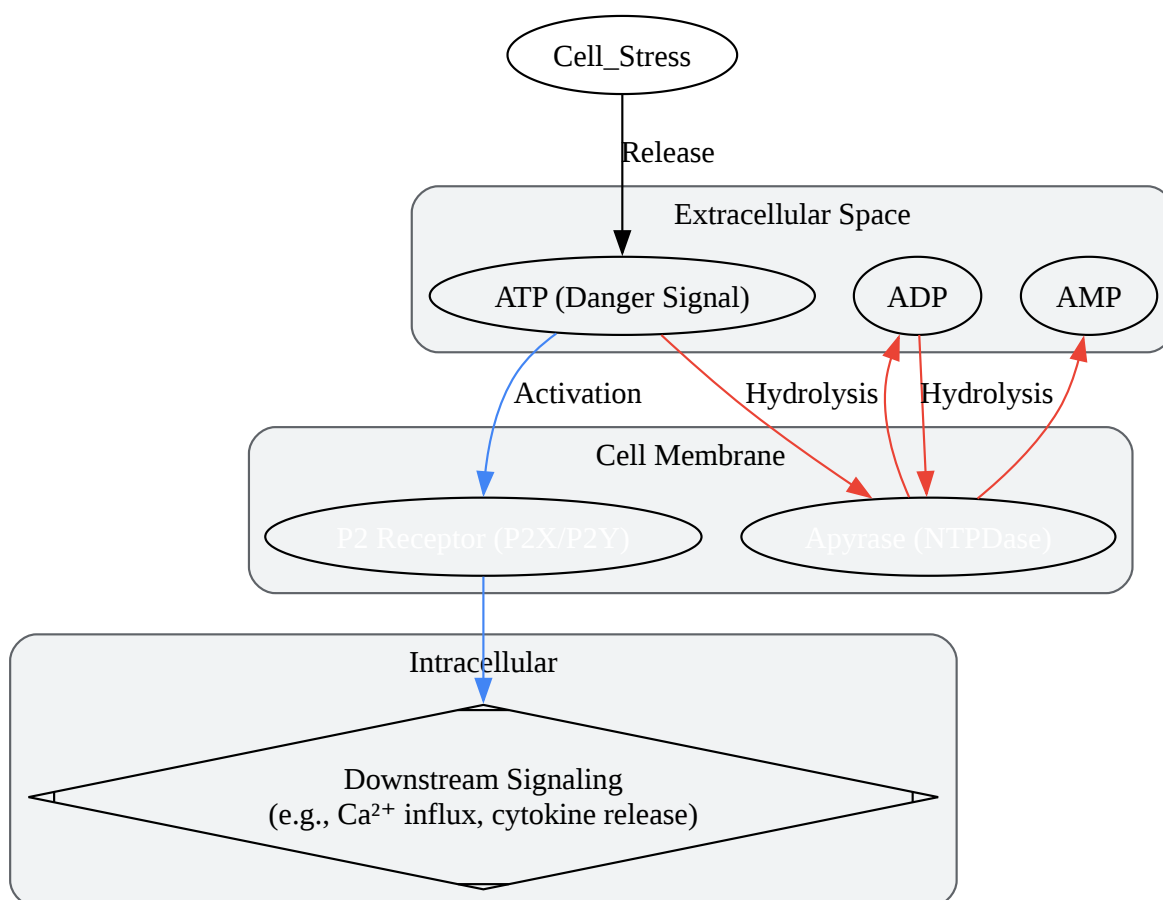 Cell_Stress
Release
Extracellular Space
ATP (Danger Signal)
ADP
AMP
Activation
Hydrolysis
Hydrolysis
Cell Membrane
P2 Receptor (P2X/P2Y)
Apyrase (NTPDase)
Intracellular
Downstream Signaling
(e.g., Ca²⁺ influx, cytokine release)